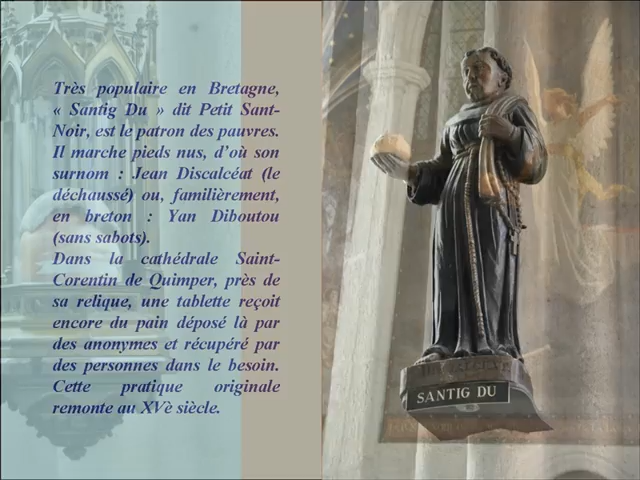 Très populaire en Bretagne,
« Santig Du » dit Petit Sant-
Noir, est le patron des pauvres.
Il marche pieds nus, d’où son
surnom : Jean Discalcéat (le
déchaussé) ou, familièrement,
en breton : Yan Diboutou
(sans sabots).
Dans la cathédrale Saint-
Corentin de Quimper, près de
sa relique, une tablette reçoit
encore du pain déposé là par
des anonymes et récupéré par
des personnes dans le besoin.
Cette pratique originale
remonte au XVè siècle.
SANTIG DU